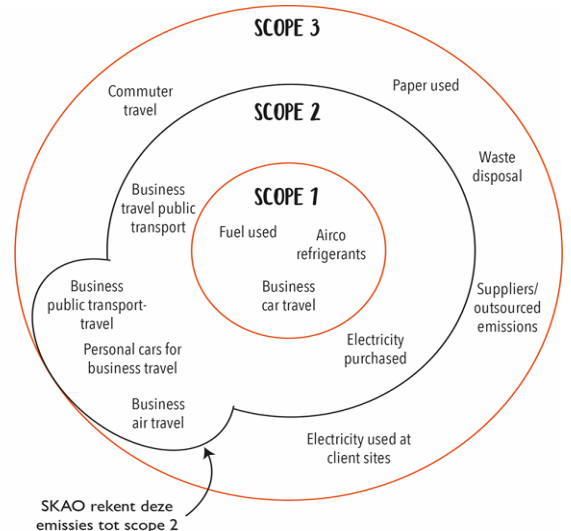 SCOPE 3
Commuter
travel
Paper used
SCOPE 2
Waste
disposal
Business
travel public
transport
SCOPE 1
Fuel used
Airco
refrigerants
Business
car travel
Business
public transport-
travel
Suppliers/
outsourced
emissions
Personal cars for
business travel
Electricity
purchased
Business
air travel
Electricity used at
client sites
SKAO rekent deze
emissies tot scope 2